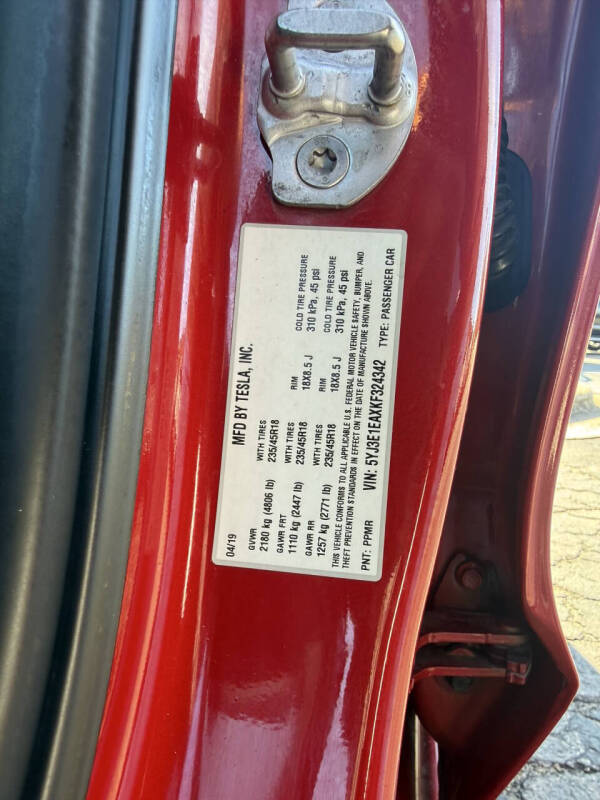 MFD BY TESLA, INC.
04/19
GVWR WITH TIRES RIM COLD TIRE PRESSURE
2180 kg (4806 lb) 235/45R18 18X8.5 J 310 kPa, 45 psi
GAWR FRT WITH TIRES RIM COLD TIRE PRESSURE
1110 kg (2447 lb) 235/45R18 18X8.5 J 310 kPa, 45 psi
GAWR RR WITH TIRES
1257 kg (2771 lb) 235/45R18
THIS VEHICLE CONFORMS TO ALL APPLICABLE U.S. FEDERAL MOTOR VEHICLE SAFETY, BUMPER, AND
THEFT PREVENTION STANDARDS IN EFFECT ON THE DATE OF MANUFACTURE SHOWN ABOVE.
PNT: PPMR VIN: 5YJ3E1EAXKF324342 TYPE: PASSENGER CAR